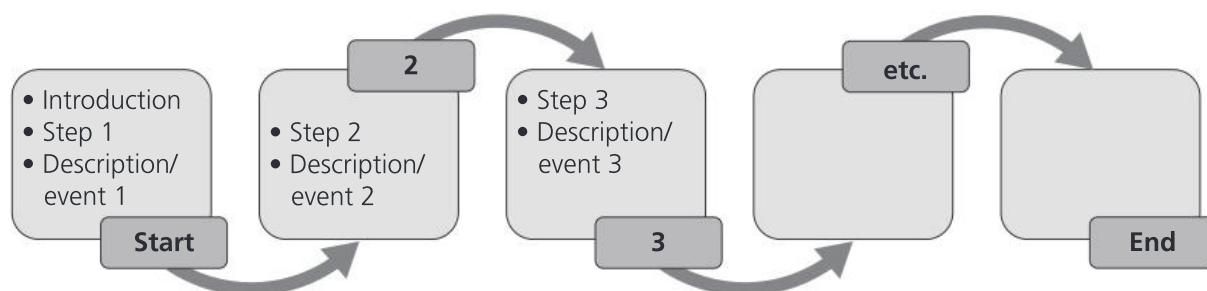 • Introduction
• Step 1
• Description/
event 1
Start
2
• Step 2
• Description/
event 2
• Step 3
• Description/
event 3
3
etc.
End